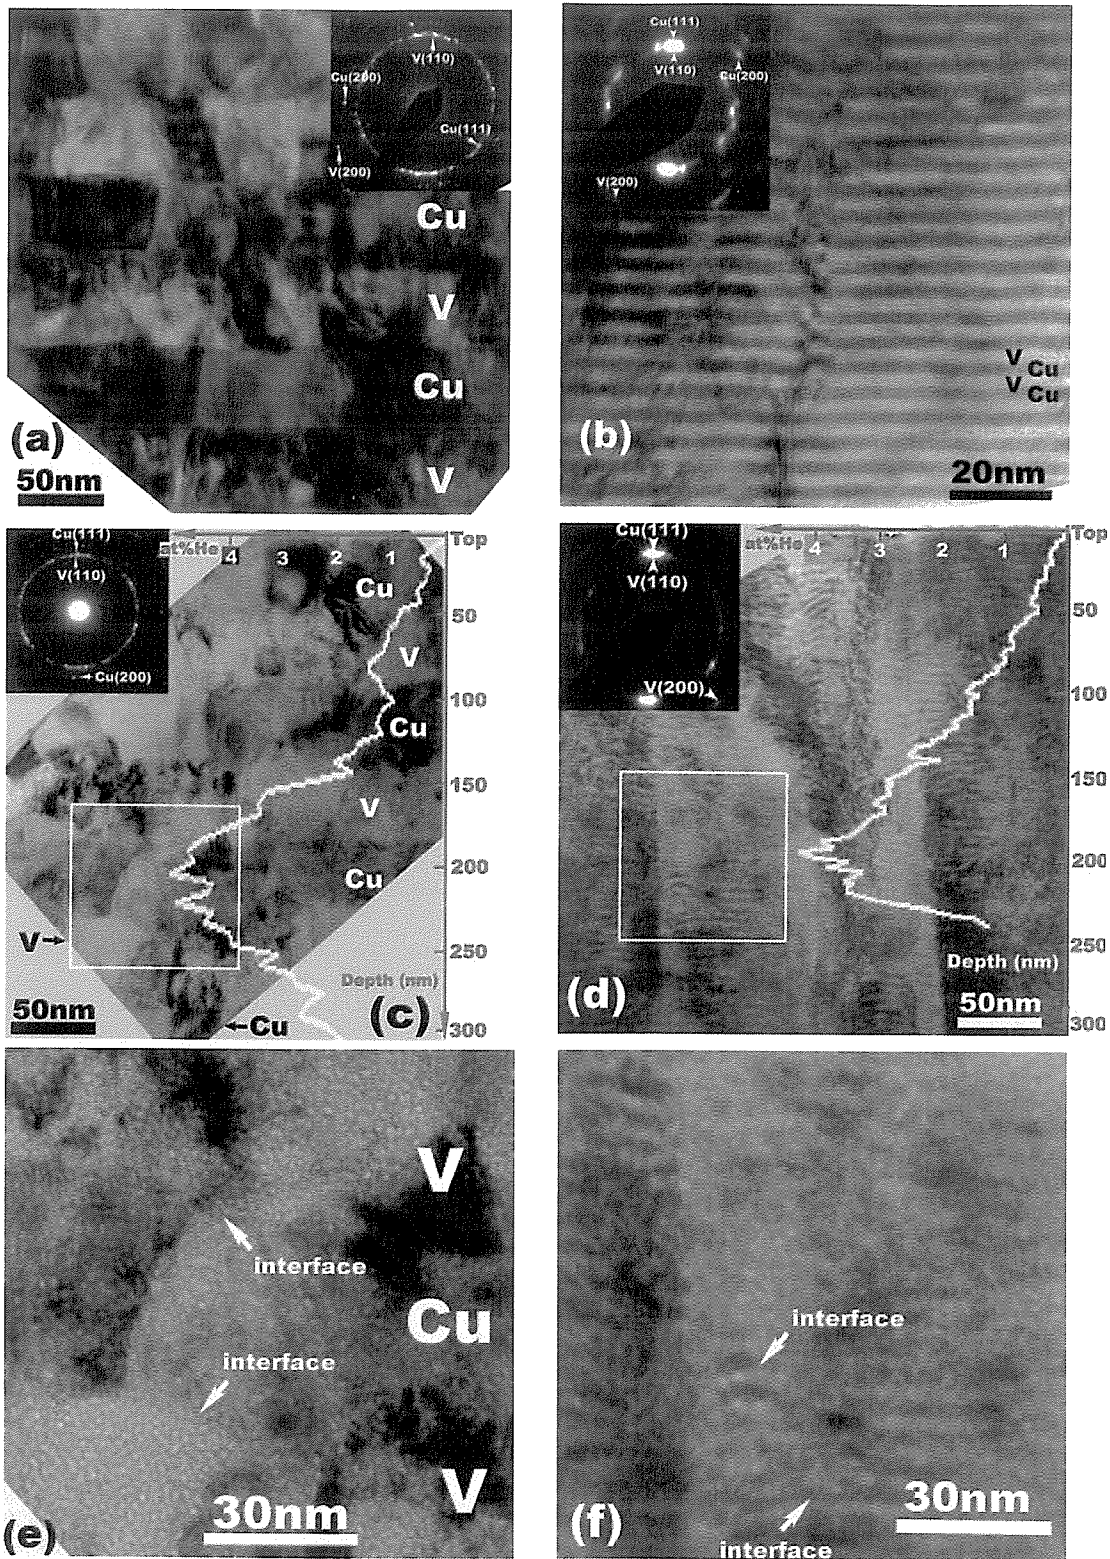 V(110)
Cu(200)
Cu(111)
V(200)
Cu
V
Cu
V
(a)
50nm
Cu(111)
V(110)
Cu(200)
V(200)
V
Cu
V
Cu
(b)
20nm
Cu(111)
V(110)
Cu(200)
at%He 4 3 2 1
Top
50
100
150
200
250
300
Cu
V
Cu
V
Cu
V
Depth (nm)
50nm
Cu
(c)
Cu(111)
V(110)
V(200)
at%He 4 3 2 1
Top
50
100
150
200
250
300
Depth (nm)
(d)
50nm
V
interface
Cu
interface
V
30nm
(e)
interface
30nm
(f)
interface